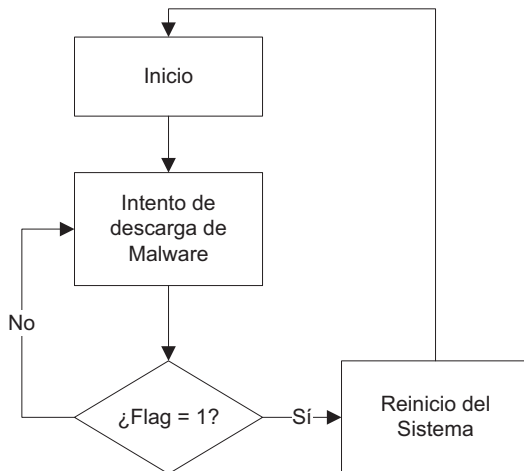 Inicio
Intento de
descarga de
Malware
No
¿Flag = 1?
Sí
Reinicio del
Sistema